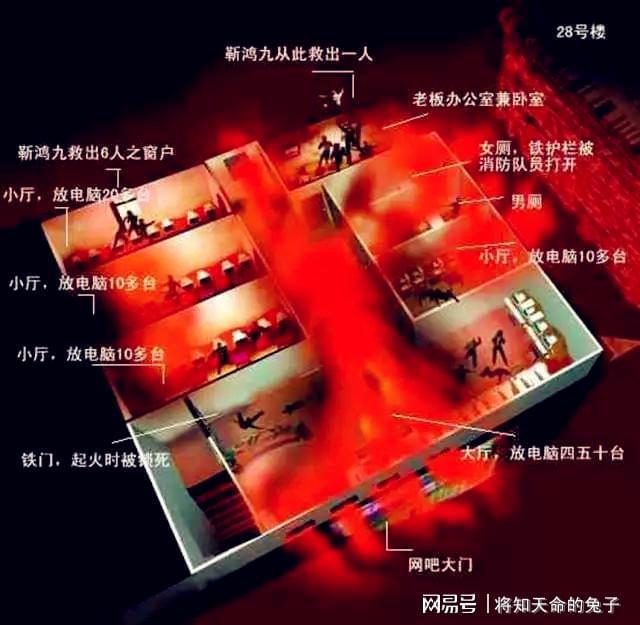 28号楼
靳鸿九从此救出一人
老板办公室兼卧室
靳鸿九救出6人之窗户
女厕，铁护栏被
消防队员打开
小厅，放电脑20多台
男厕
小厅，放电脑10多台
小厅，放电脑10多台
小厅，放电脑10多台
铁门，起火时被锁死
大厅，放电脑四五十台
网吧大门
网易号 | 将知天命的兔子